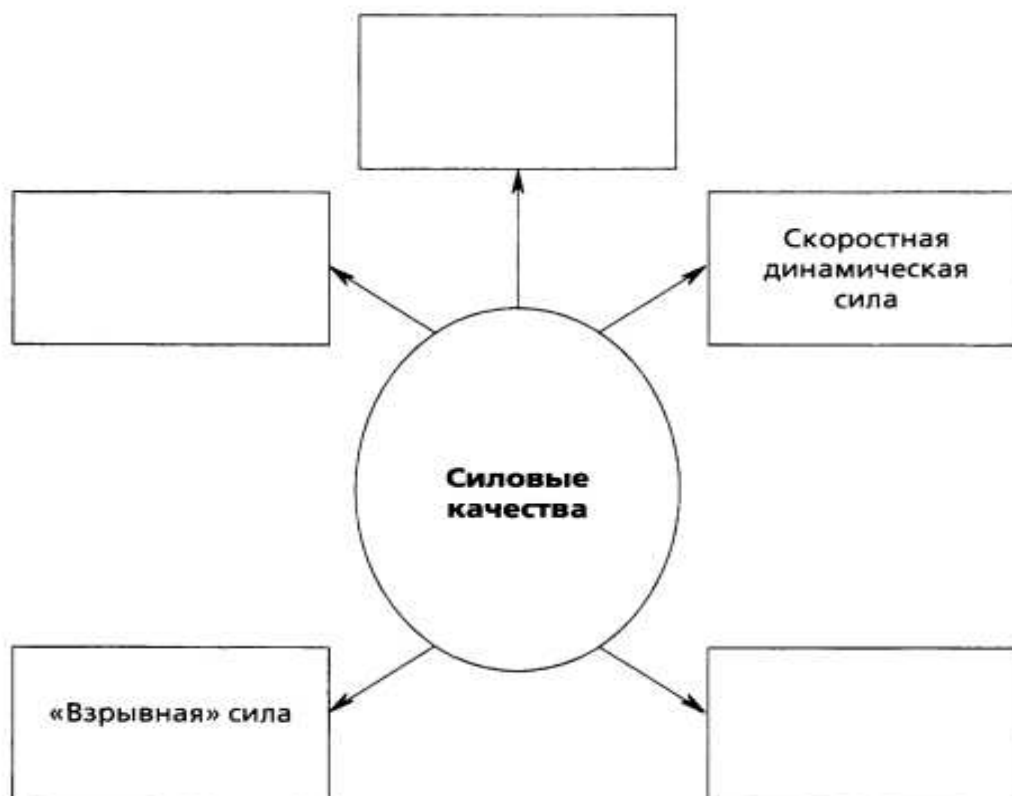 Скоростная
динамическая
сила
Силовые
качества
«Взрывная» сила